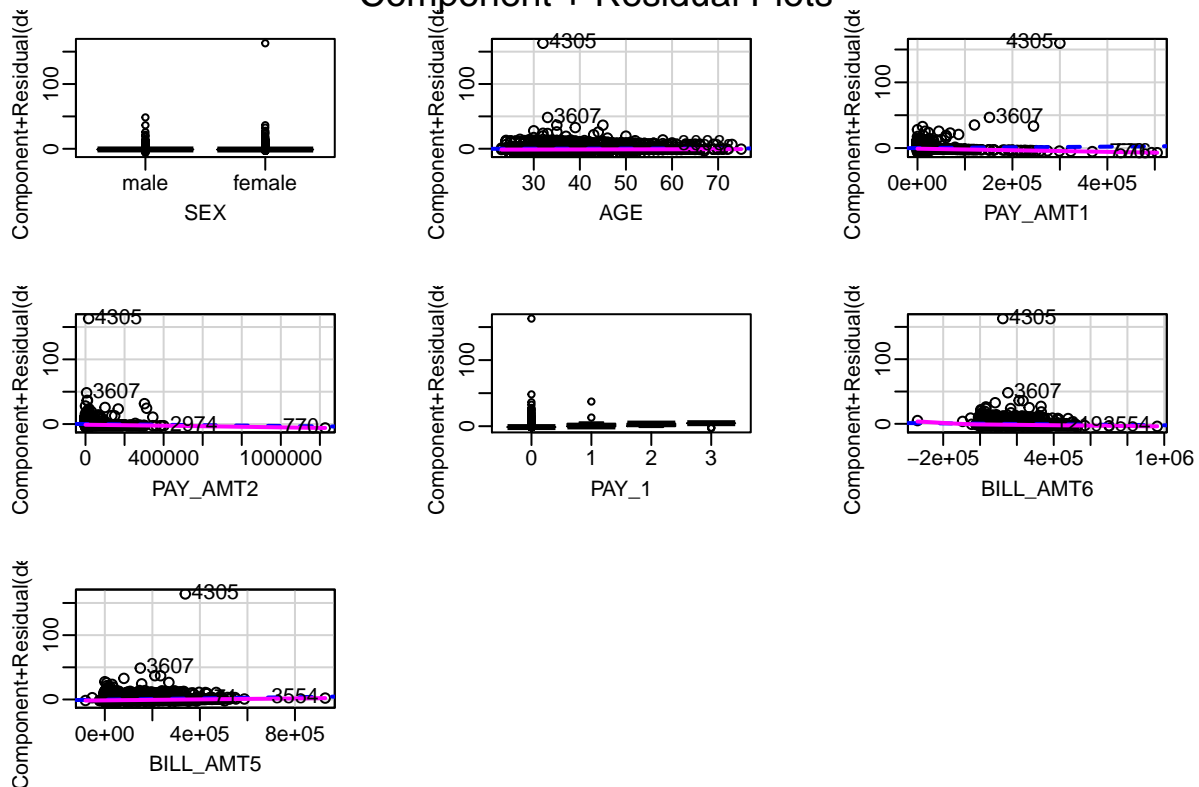 Component + Residual Plots
Component+Residual(de
100
0
male female
SEX
Component+Residual(de
100
0
4305
3607
30 40 50 60 70
AGE
Component+Residual(de
100
0
4305
3607
0e+00 2e+05 4e+05
PAY_AMT1
Component+Residual(de
100
0
4305
3607
2974
770
0 400000 1000000
PAY_AMT2
Component+Residual(de
100
0
0 1 2 3
PAY_1
Component+Residual(de
100
0
4305
3607
3554
−2e+05 4e+05 1e+06
BILL_AMT6
Component+Residual(de
100
0
4305
3607
3554
0e+00 4e+05 8e+05
BILL_AMT5